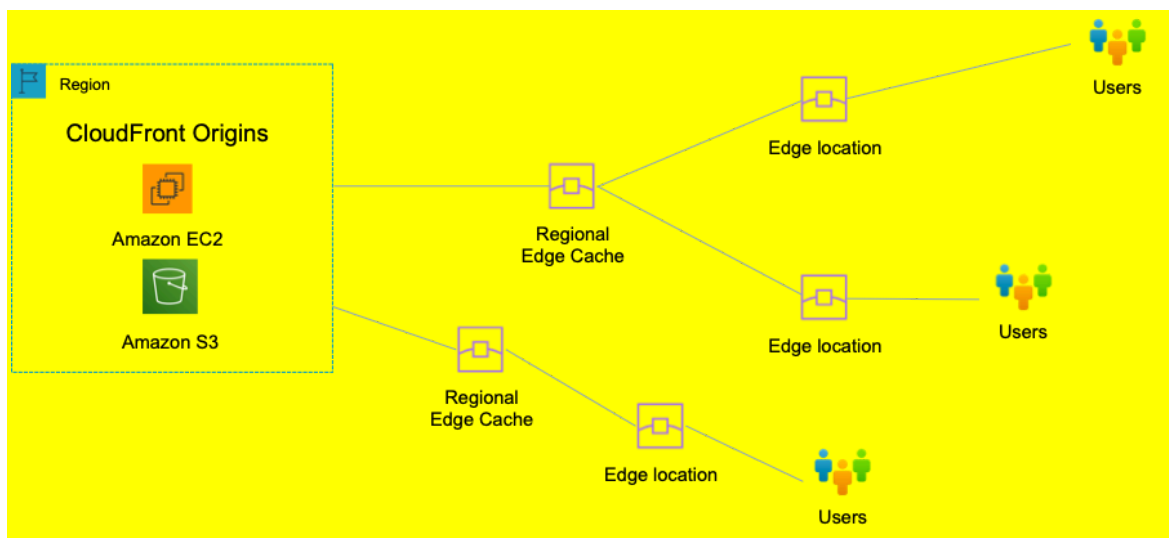 Region
CloudFront Origins
Amazon EC2
Amazon S3
Regional
Edge Cache
Regional
Edge Cache
Edge location
Edge location
Edge location
Users
Users
Users